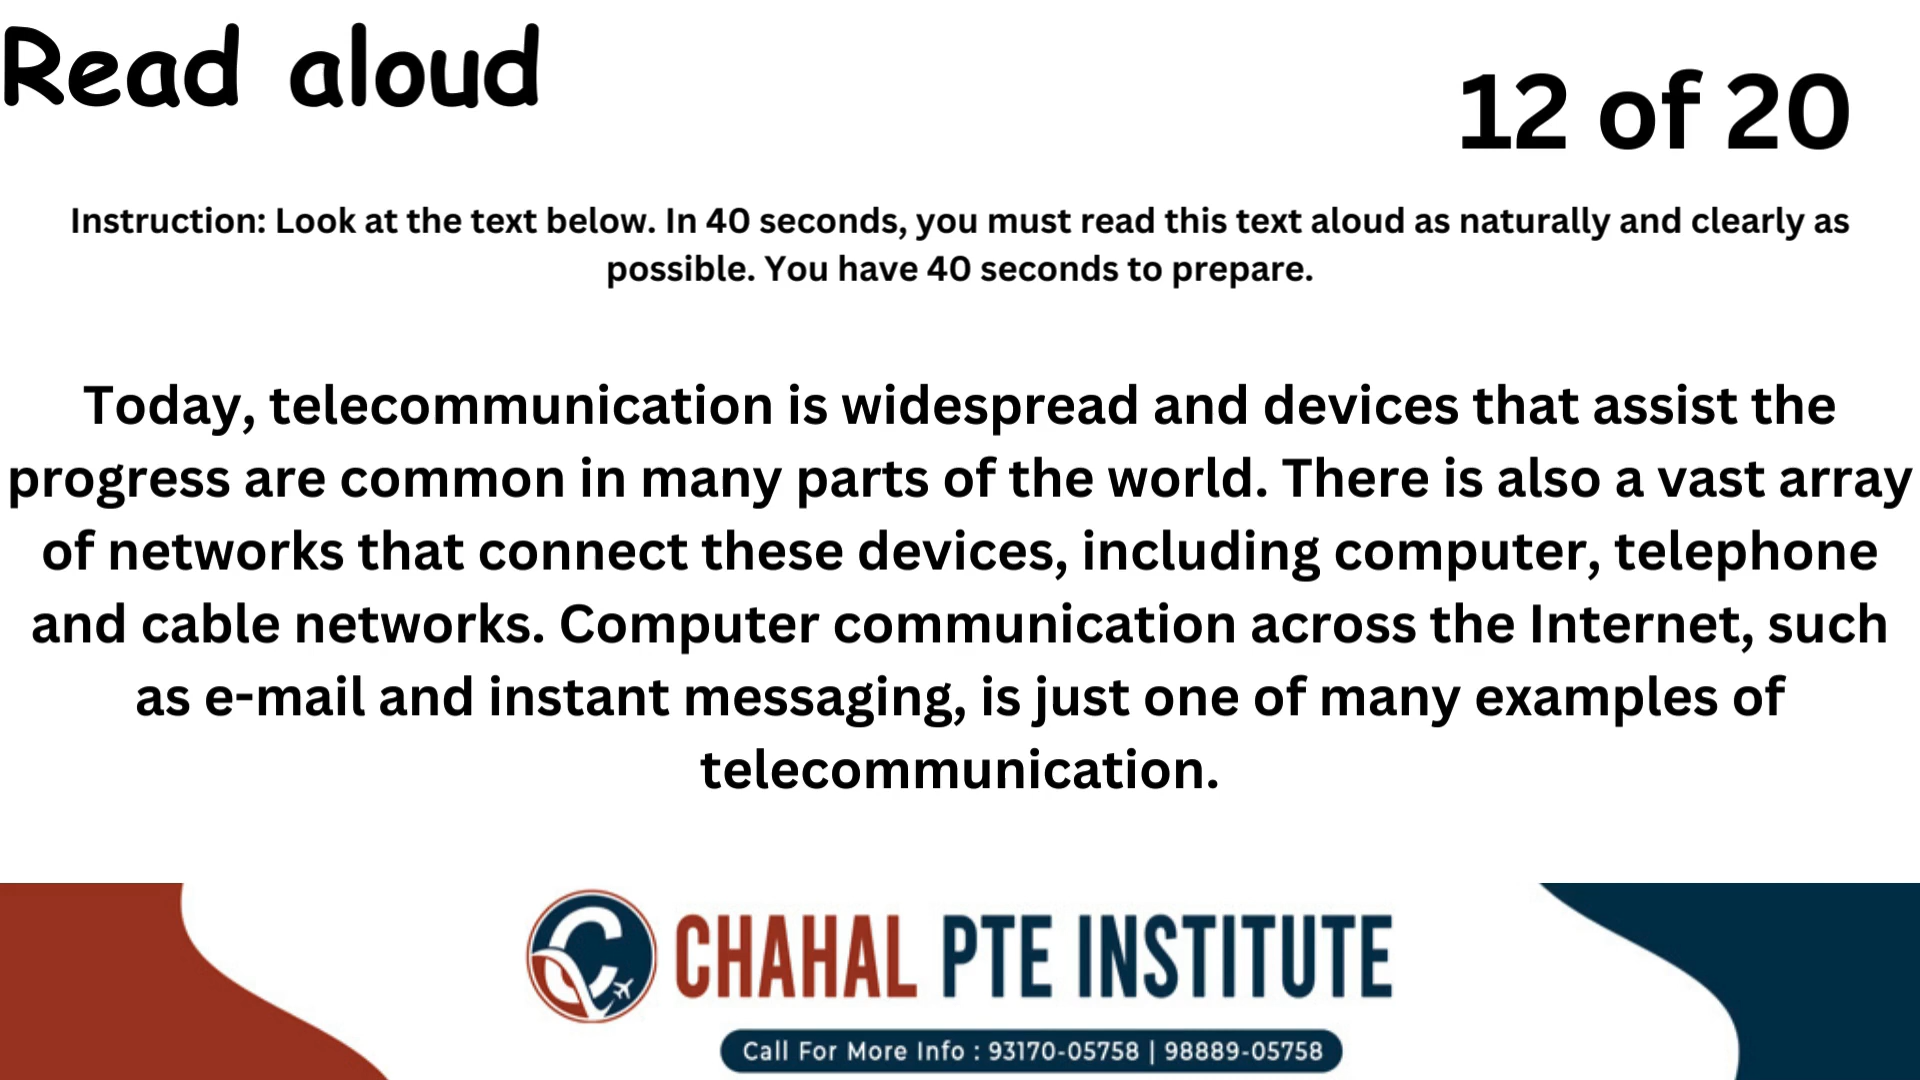 Read aloud
12 of 20
Instruction: Look at the text below. In 40 seconds, you must read this text aloud as naturally and clearly as
possible. You have 40 seconds to prepare.
Today, telecommunication is widespread and devices that assist the
progress are common in many parts of the world. There is also a vast array
of networks that connect these devices, including computer, telephone
and cable networks. Computer communication across the Internet, such
as e-mail and instant messaging, is just one of many examples of
telecommunication.
CHAHAL PTE INSTITUTE
Call For More Info : 93170-05758 | 98889-05758